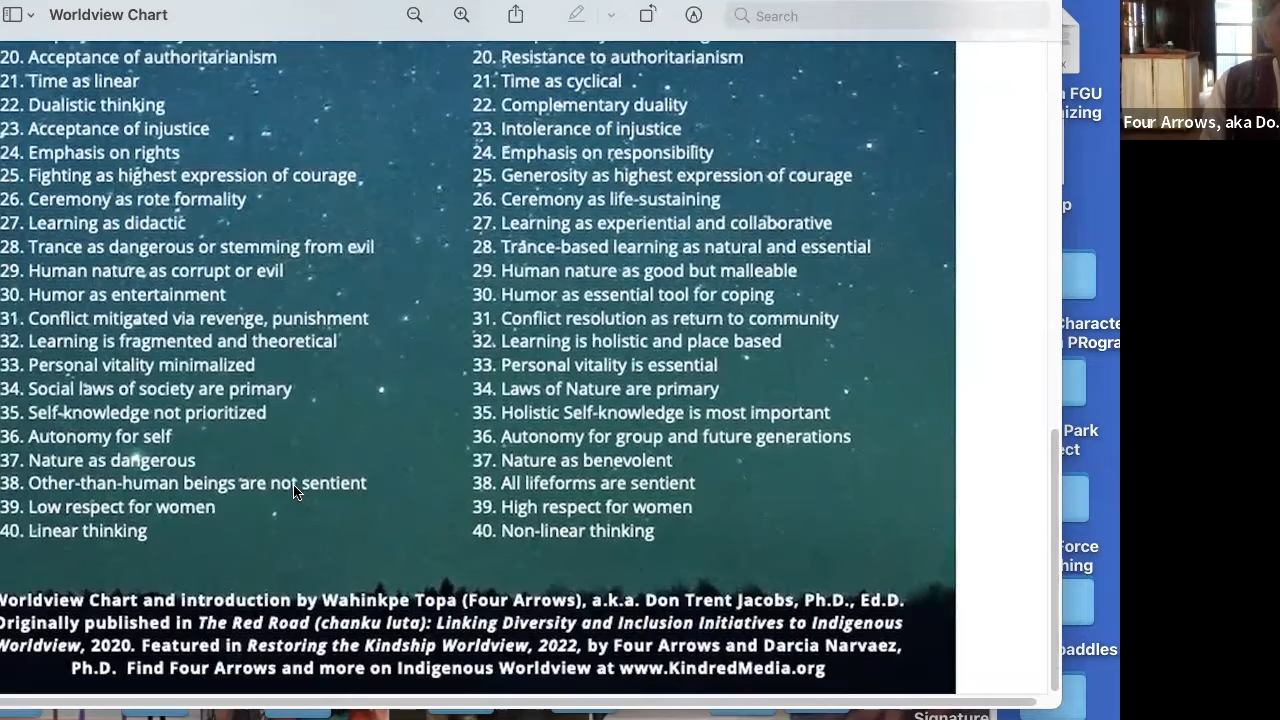 Worldview Chart
Search
20. Acceptance of authoritarianism
21. Time as linear
22. Dualistic thinking
23. Acceptance of injustice
24. Emphasis on rights
25. Fighting as highest expression of courage
26. Ceremony as rote formality
27. Learning as didactic
28. Trance as dangerous or stemming from evil
29. Human nature as corrupt or evil
30. Humor as entertainment
31. Conflict mitigated via revenge, punishment
32. Learning is fragmented and theoretical
33. Personal vitality minimalized
34. Social laws of society are primary
35. Self-knowledge not prioritized
36. Autonomy for self
37. Nature as dangerous
38. Other-than-human beings are not sentient
39. Low respect for women
40. Linear thinking
20. Resistance to authoritarianism
21. Time as cyclical
22. Complementary duality
23. Intolerance of injustice
24. Emphasis on responsibility
25. Generosity as highest expression of courage
26. Ceremony as life-sustaining
27. Learning as experiential and collaborative
28. Trance-based learning as natural and essential
29. Human nature as good but malleable
30. Humor as essential tool for coping
31. Conflict resolution as return to community
32. Learning is holistic and place based
33. Personal vitality is essential
34. Laws of Nature are primary
35. Holistic Self-knowledge is most important
36. Autonomy for group and future generations
37. Nature as benevolent
38. All lifeforms are sentient
39. High respect for women
40. Non-linear thinking
Worldview Chart and introduction by Wahinkpe Topa (Four Arrows), a.k.a. Don Trent Jacobs, Ph.D., Ed.D.
Originally published in The Red Road (chanku luta): Linking Diversity and Inclusion Initiatives to Indigenous
Worldview, 2020. Featured in Restoring the Kindship Worldview, 2022, by Four Arrows and Darcia Narvaez,
Ph.D. Find Four Arrows and more on Indigenous Worldview at www.KindredMedia.org
FGU
Park
Signature
Four Arrows, aka Do.